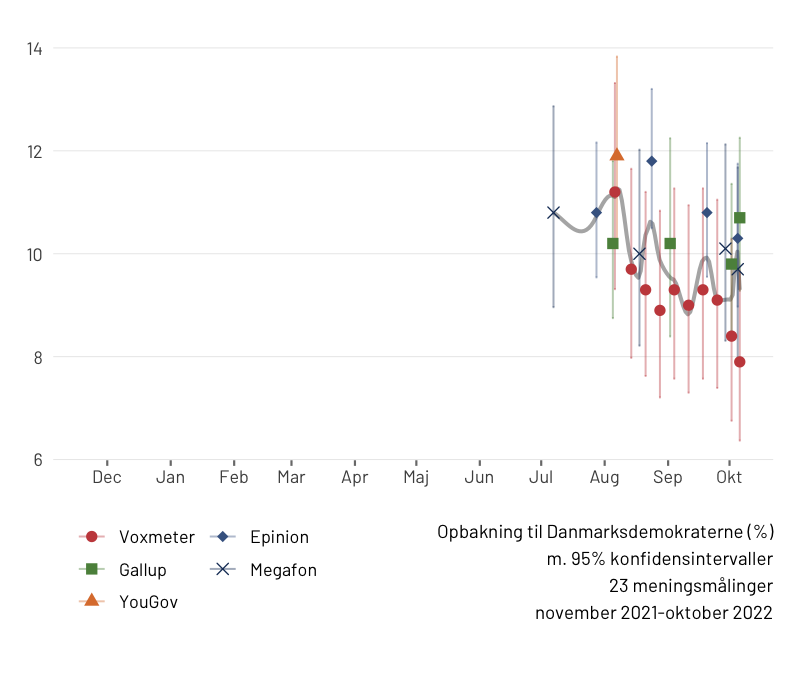 14
12
10
8
6
Dec Jan Feb Mar Apr Maj Jun Jul Aug Sep Okt
Voxmeter Epinion
Gallup Megafon
YouGov
Opbakning til Danmarksdemokraterne (%)
m. 95% konfidensintervaller
23 meningsmålinger
november 2021-oktober 2022